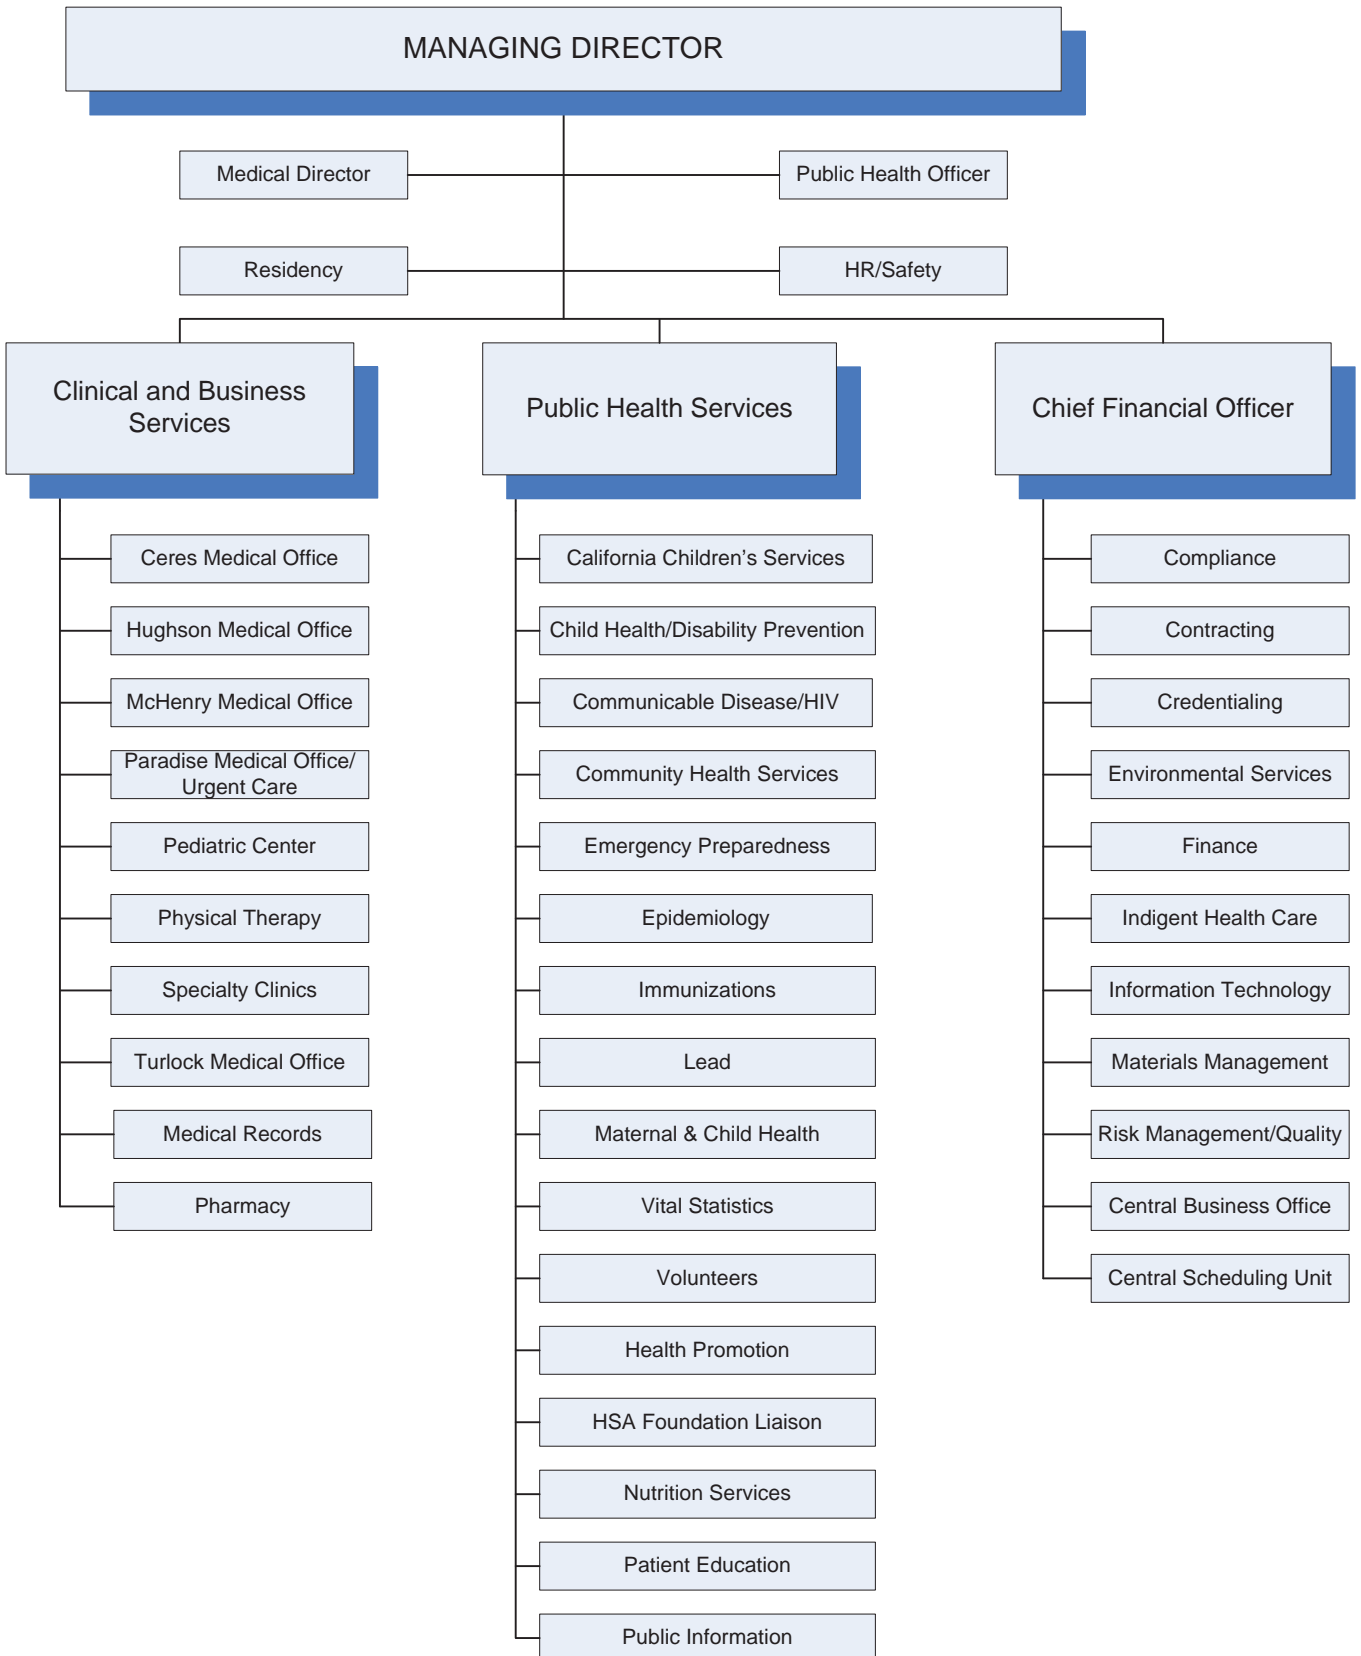 MANAGING DIRECTOR
Medical Director
Public Health Officer
Residency
HR/Safety
Clinical and Business
Services
Public Health Services
Chief Financial Officer
Ceres Medical Office
Hughson Medical Office
McHenry Medical Office
Paradise Medical Office/
Urgent Care
Pediatric Center
Physical Therapy
Specialty Clinics
Turlock Medical Office
Medical Records
Pharmacy
California Children’s Services
Child Health/Disability Prevention
Communicable Disease/HIV
Community Health Services
Emergency Preparedness
Epidemiology
Immunizations
Lead
Maternal & Child Health
Vital Statistics
Volunteers
Health Promotion
HSA Foundation Liaison
Nutrition Services
Patient Education
Public Information
Compliance
Contracting
Credentialing
Environmental Services
Finance
Indigent Health Care
Information Technology
Materials Management
Risk Management/Quality
Central Business Office
Central Scheduling Unit